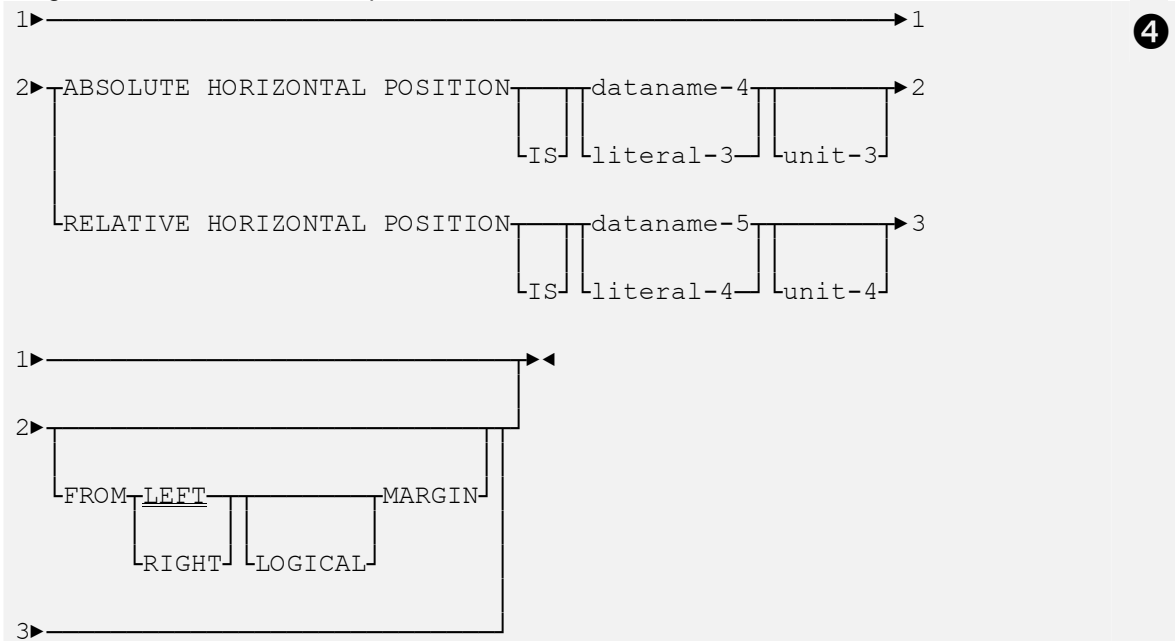 1 1 ❹
2 ABSOLUTE HORIZONTAL POSITION dataname-4 2
IS literal-3 unit-3
RELATIVE HORIZONTAL POSITION dataname-5 3
IS literal-4 unit-4
1
2
FROM LEFT MARGIN
RIGHT LOGICAL
3